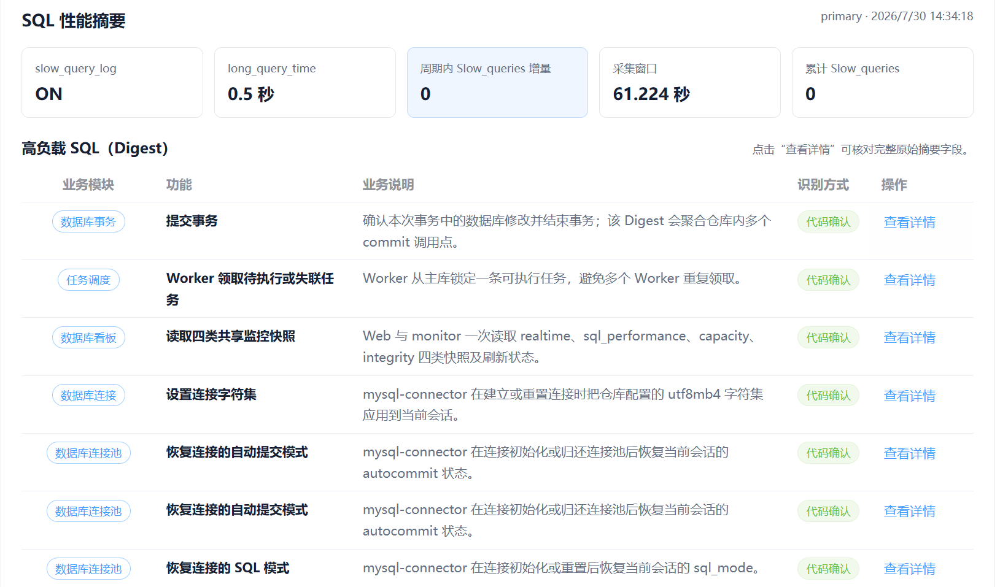 SQL 性能摘要
primary · 2026/7/30 14:34:18
slow_query_log
ON
long_query_time
0.5 秒
周期内 Slow_queries 增量
0
采集窗口
61.224 秒
累计 Slow_queries
0
高负载 SQL（Digest）
点击“查看详情”可核对完整原始摘要字段。
业务模块 功能 业务说明 识别方式 操作
数据库事务
提交事务
确认本次事务中的数据库修改并结束事务；该 Digest 会聚合仓库内多个
commit 调用点。
代码确认
查看详情
任务调度
Worker 领取待执行或失联任
务
Worker 从主库锁定一条可执行任务，避免多个 Worker 重复领取。
代码确认
查看详情
数据库看板
读取四类共享监控快照
Web 与 monitor 一次读取 realtime、sql_performance、capacity、
integrity 四类快照及刷新状态。
代码确认
查看详情
数据库连接
设置连接字符集
mysql-connector 在建立或重置连接时把仓库配置的 utf8mb4 字符集
应用到当前会话。
代码确认
查看详情
数据库连接池
恢复连接的自动提交模式
mysql-connector 在连接初始化或归还连接池后恢复当前会话的
autocommit 状态。
代码确认
查看详情
数据库连接池
恢复连接的自动提交模式
mysql-connector 在连接初始化或归还连接池后恢复当前会话的
autocommit 状态。
代码确认
查看详情
数据库连接池
恢复连接的 SQL 模式
mysql-connector 在连接初始化或重置后恢复当前会话的 sql_mode。
代码确认
查看详情